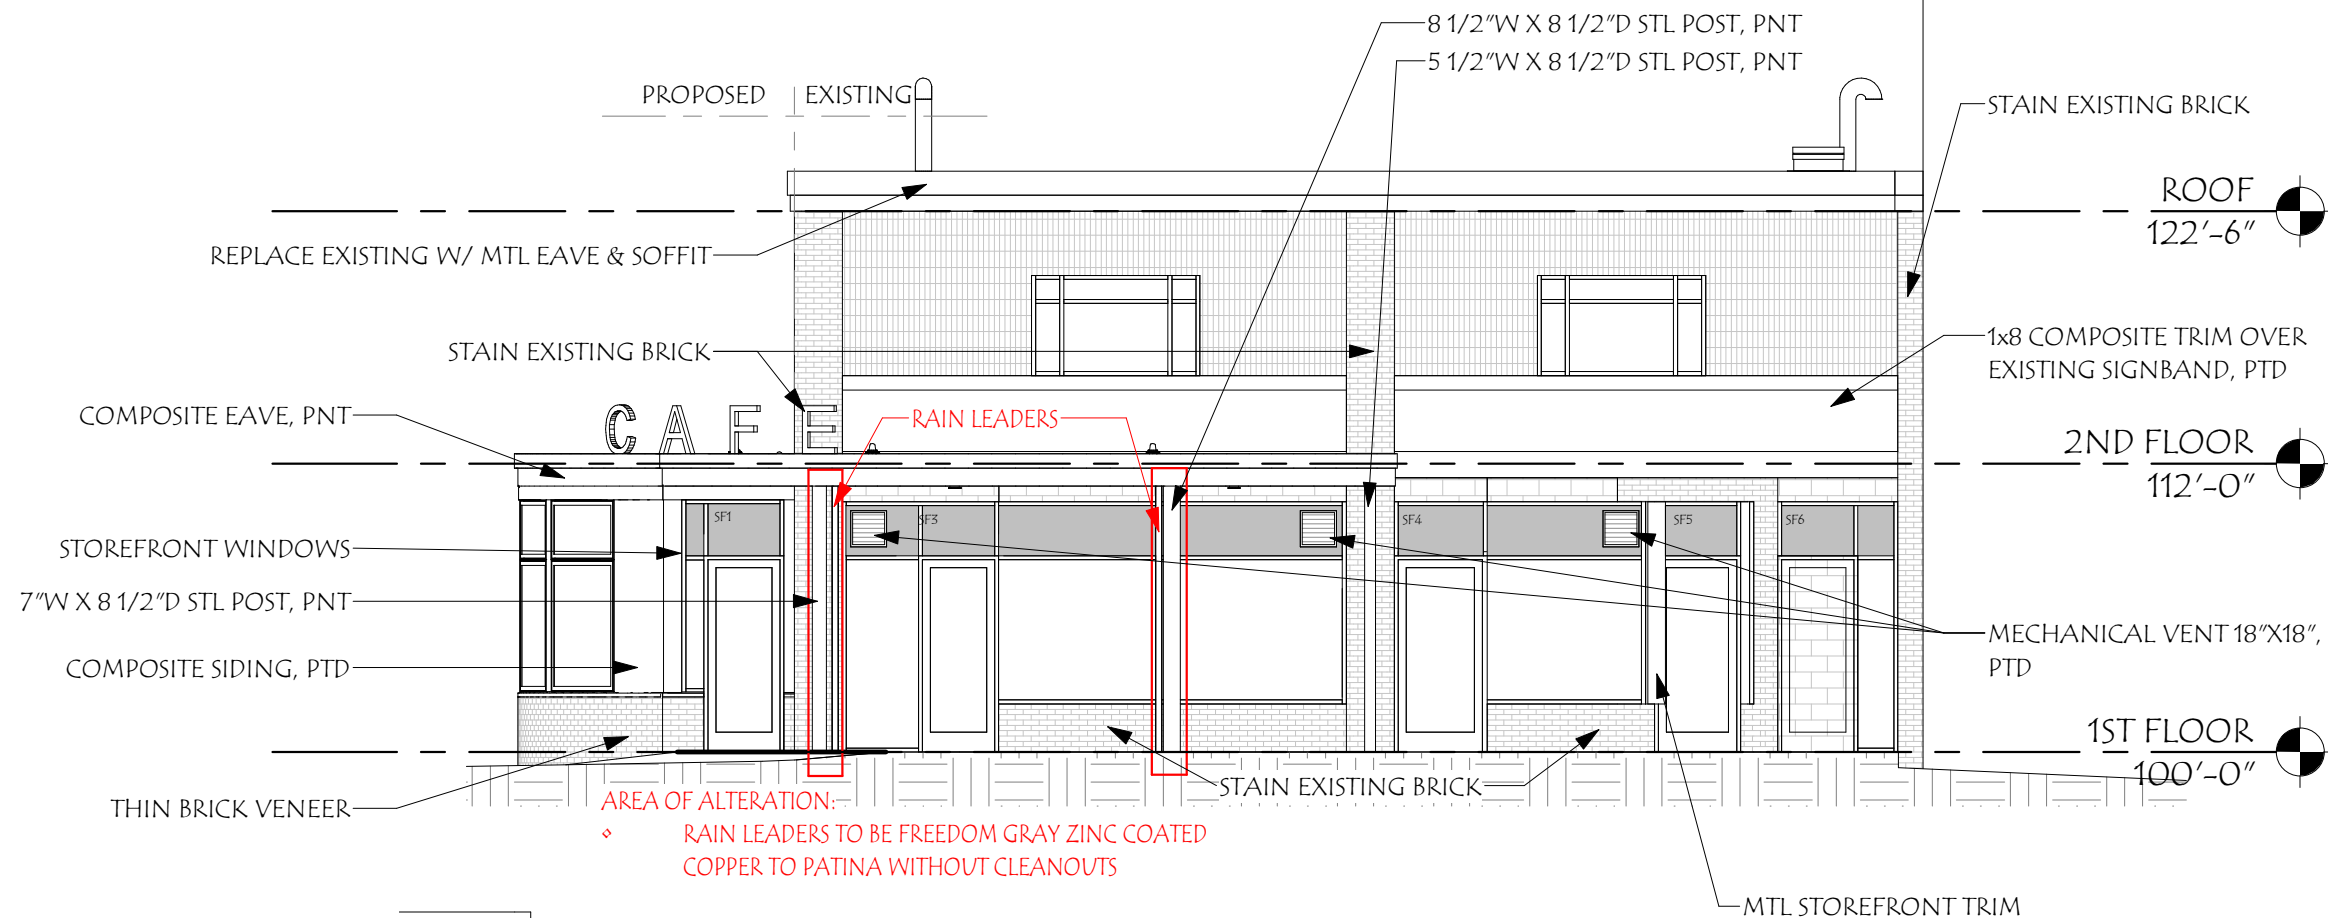 8 1/2"W X 8 1/2"D STL POST, PNT
5 1/2"W X 8 1/2"D STL POST, PNT
PROPOSED
EXISTING
STAIN EXISTING BRICK
ROOF
122'-6"
REPLACE EXISTING W/ MTL EAVE & SOFFIT
STAIN EXISTING BRICK
1x8 COMPOSITE TRIM OVER
EXISTING SIGNBAND, PTD
COMPOSITE EAVE, PNT
CAFE
RAIN LEADERS
2ND FLOOR
112'-0"
SF1
SF3
SF4
SF5
SF6
STOREFRONT WINDOWS
7"W X 8 1/2"D STL POST, PNT
MECHANICAL VENT 18"X18",
PTD
COMPOSITE SIDING, PTD
1ST FLOOR
100'-0"
STAIN EXISTING BRICK
THIN BRICK VENEER
AREA OF ALTERATION:
RAIN LEADERS TO BE FREEDOM GRAY ZINC COATED
COPPER TO PATINA WITHOUT CLEANOUTS
MTL STOREFRONT TRIM